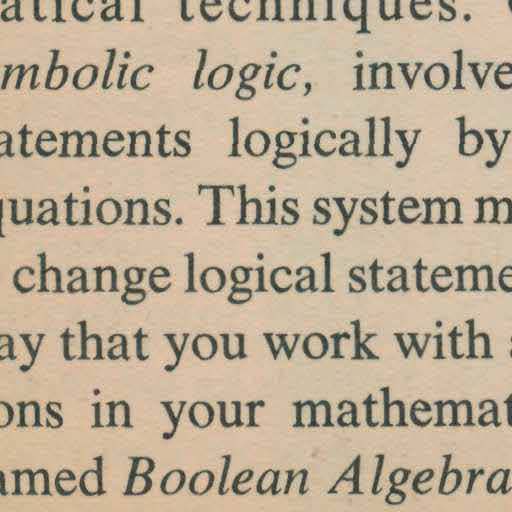 atical techniques.
mbolic logic, involve
atements logically by
quations. This system m
change logical stateme
ay that you work with
ons in your mathemat
amed Boolean Algebra